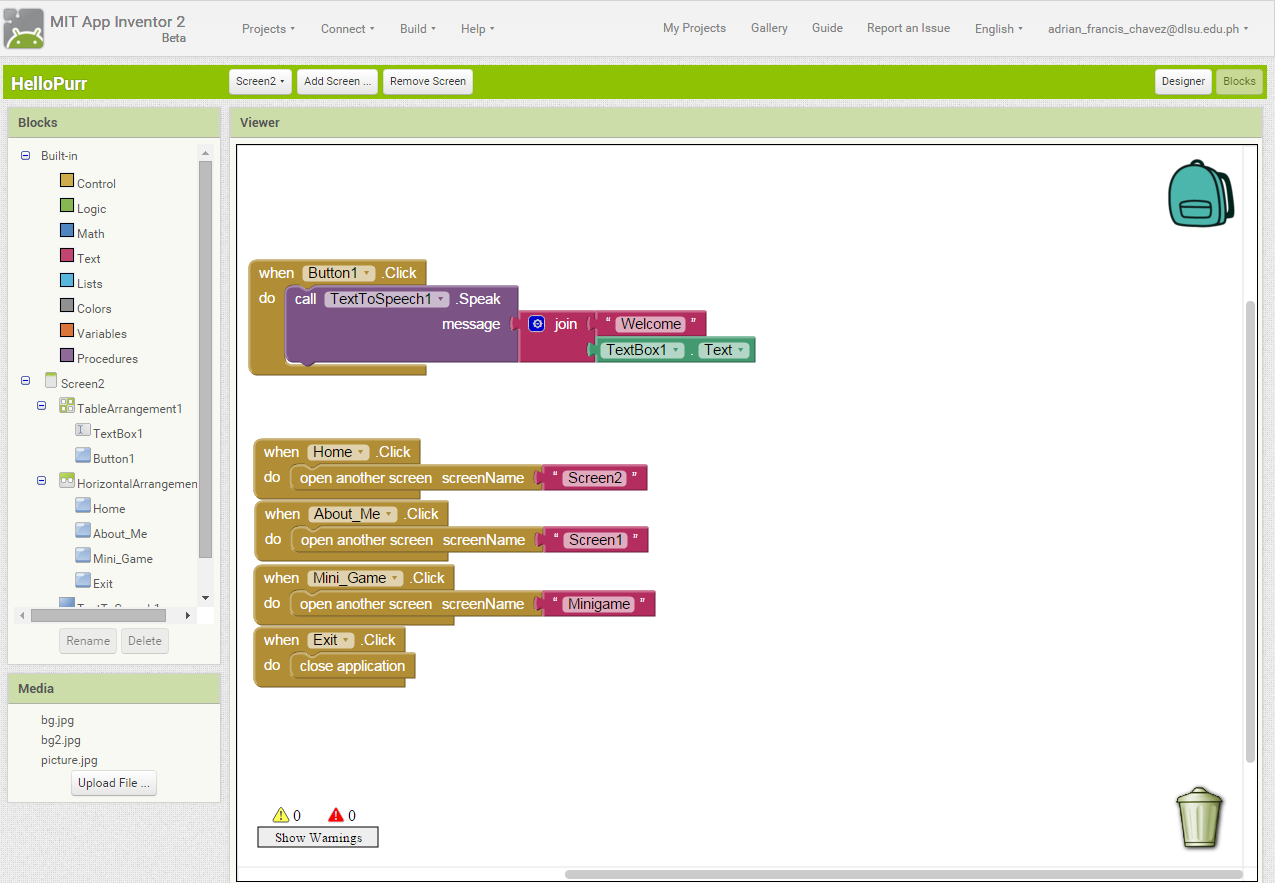 MIT App Inventor 2
Beta
Projects Connect Build Help My Projects Gallery Guide Report an Issue English adrian_francis_chavez@dlsu.edu.ph
HelloPurr Screen2 Add Screen ... Remove Screen Designer Blocks
Blocks
Built-in
Control
Logic
Math
Text
Lists
Colors
Variables
Procedures
Screen2
TableArrangement1
TextBox1
Button1
HorizontalArrangemen
Home
About_Me
Mini_Game
Exit
Rename Delete
Media
bg.jpg
bg2.jpg
picture.jpg
Upload File ...
Viewer
when Button1 .Click
do call TextToSpeech1 .Speak
message join “ Welcome ”
TextBox1 . Text
when Home .Click
do open another screen screenName “ Screen2 ”
when About_Me .Click
do open another screen screenName “ Screen1 ”
when Mini_Game .Click
do open another screen screenName “ Minigame ”
when Exit .Click
do close application
0 0
Show Warnings